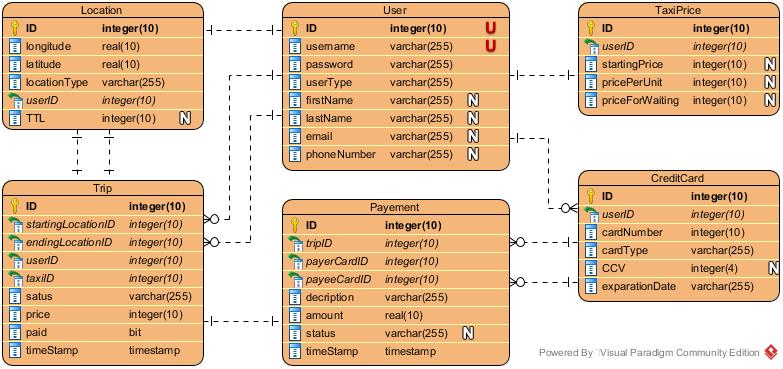 Location
ID integer(10)
longitude real(10)
latitude real(10)
locationType varchar(255)
userID integer(10)
TTL integer(10) N
User
ID integer(10) U
username varchar(255) U
password varchar(255)
userType varchar(255)
firstName varchar(255) N
lastName varchar(255) N
email varchar(255) N
phoneNumber varchar(255) N
TaxiPrice
ID integer(10)
userID integer(10)
startingPrice integer(10) N
pricePerUnit integer(10) N
priceForWaiting integer(10) N
Trip
ID integer(10)
startingLocationID integer(10)
endingLocationID integer(10)
userID integer(10)
taxiID integer(10)
satus varchar(255)
price integer(10)
paid bit
timeStamp timestamp
Payement
ID integer(10)
tripID integer(10)
payerCardID integer(10)
payeeCardID integer(10)
decription varchar(255)
amount real(10)
status varchar(255) N
timeStamp timestamp
CreditCard
ID integer(10)
userID integer(10)
cardNumber integer(10)
cardType varchar(255)
CCV integer(4) N
exparationDate varchar(255)
Powered By Visual Paradigm Community Edition